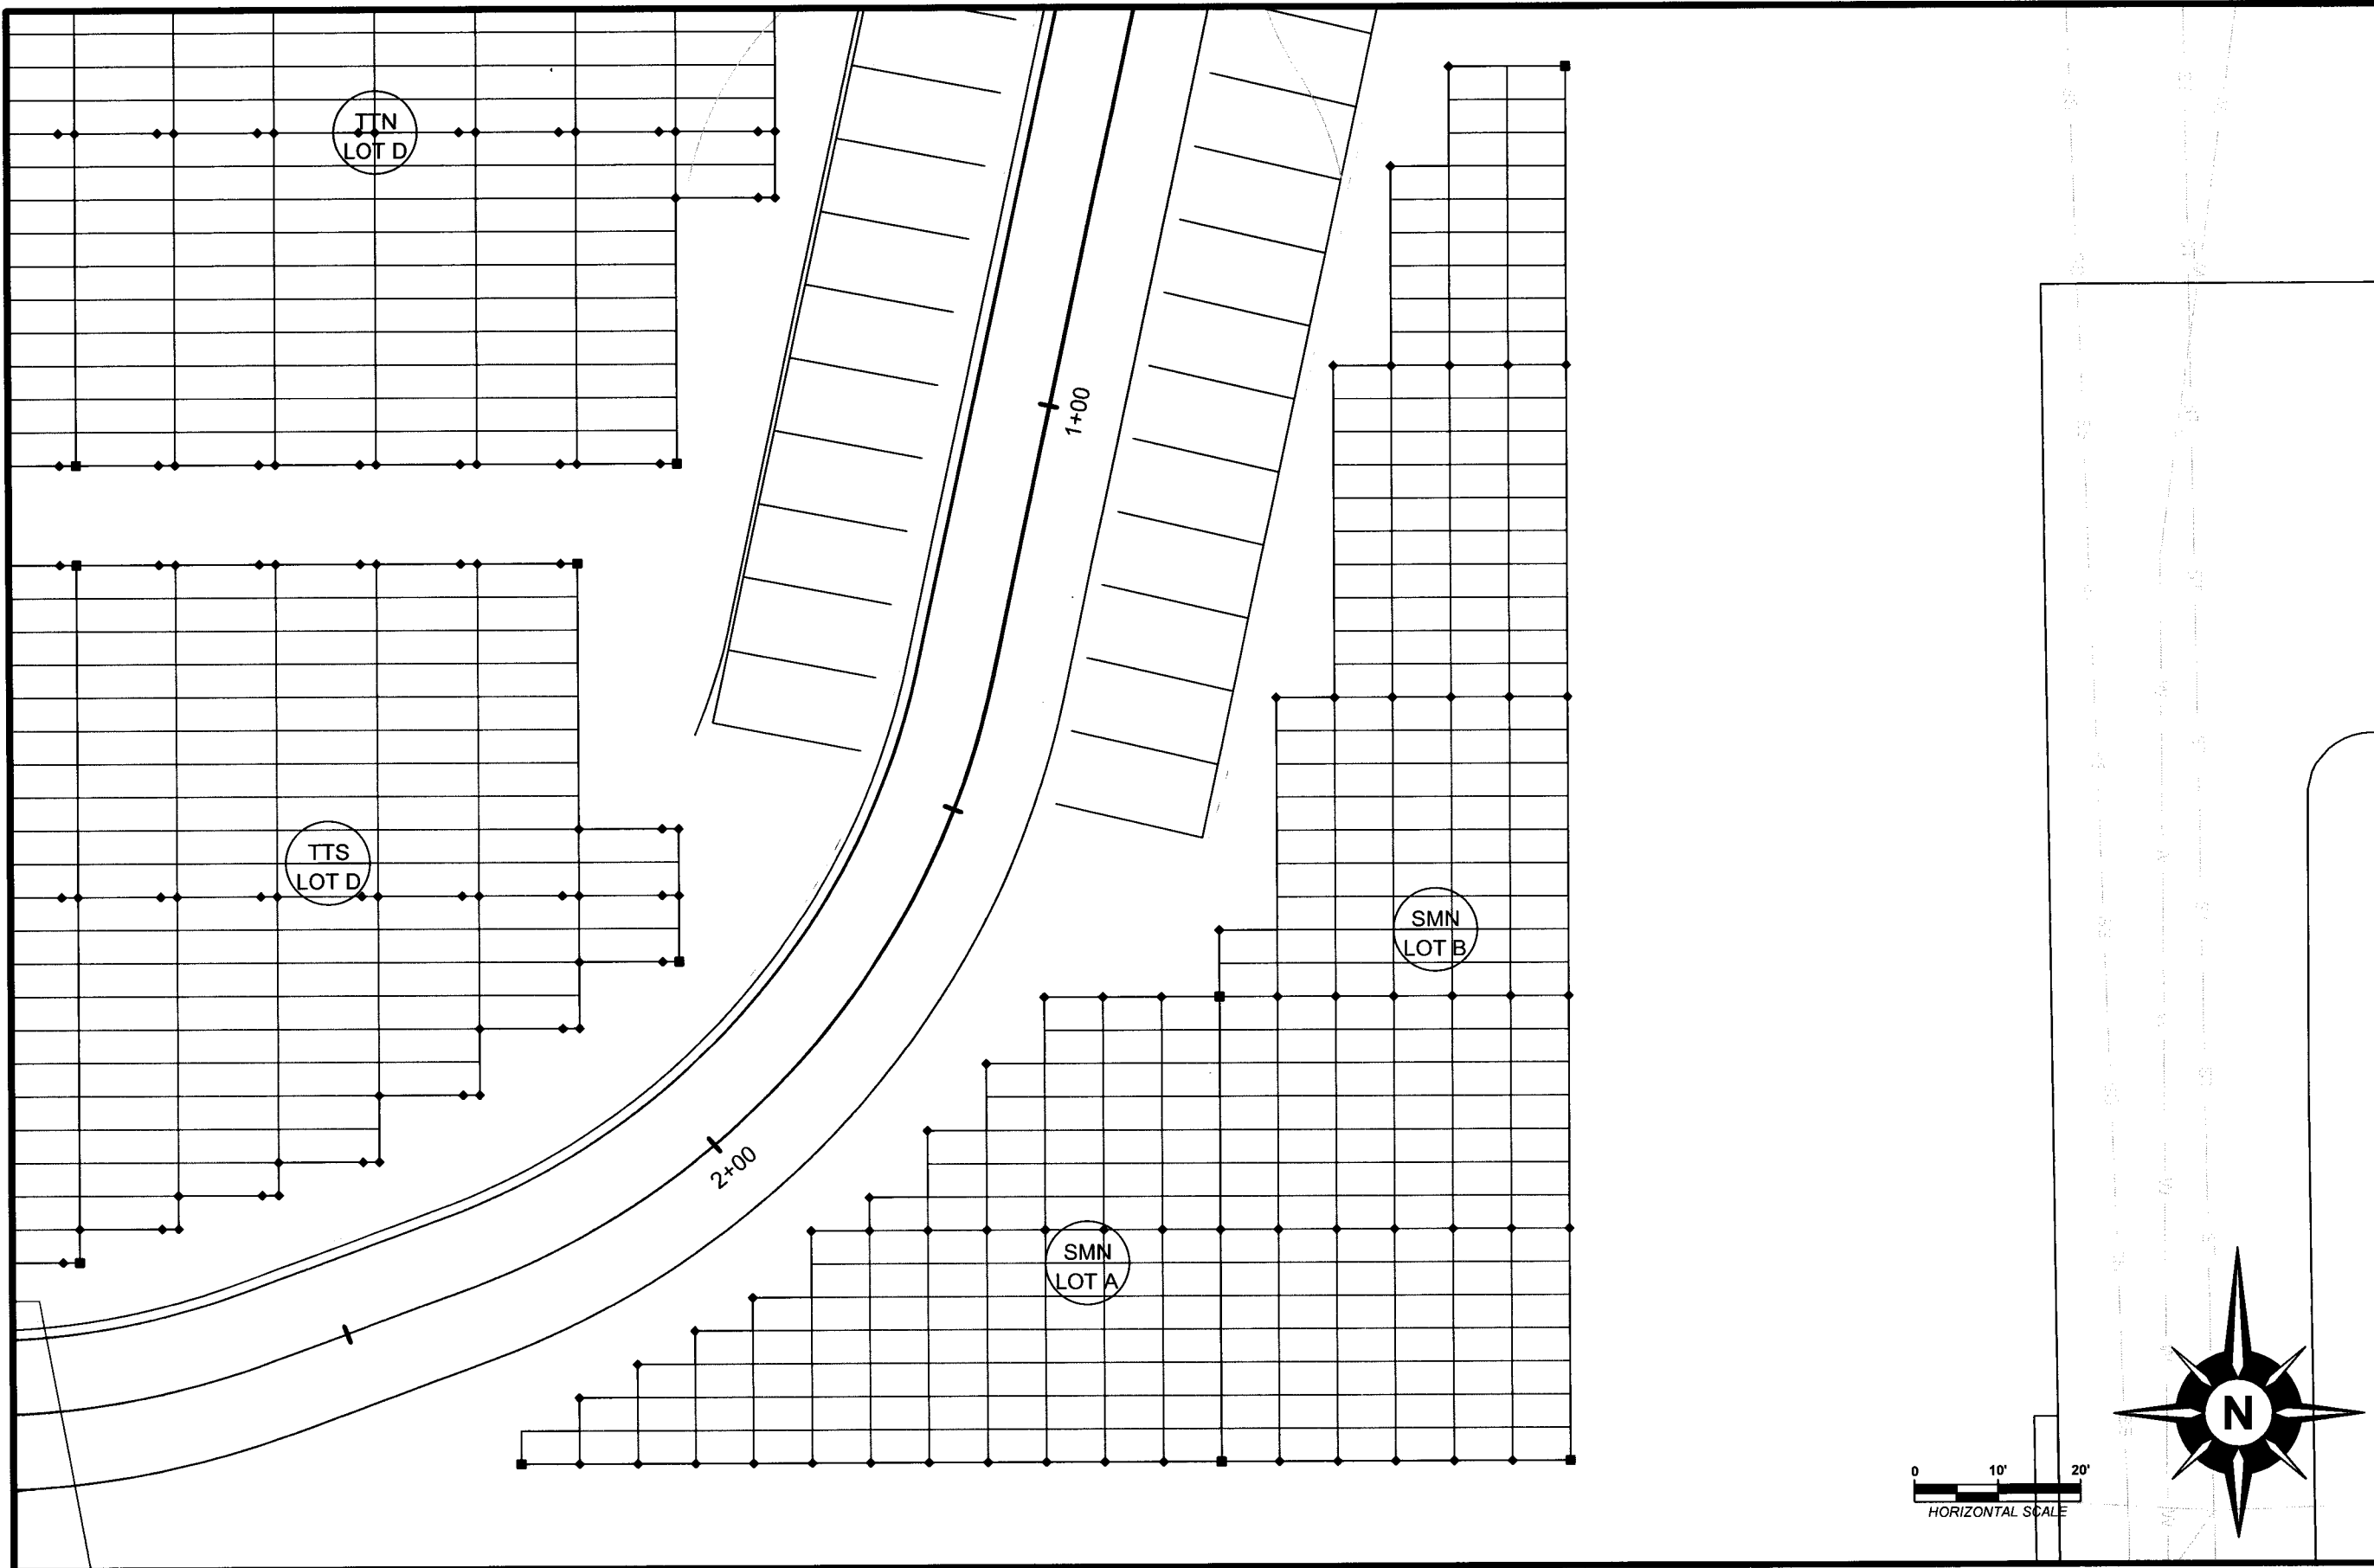 TTN
LOT D
1+00
TTS
LOT D
SMN
LOT B
2+00
SMN
LOT A
N
0 10' 20'
HORIZONTAL SCALE